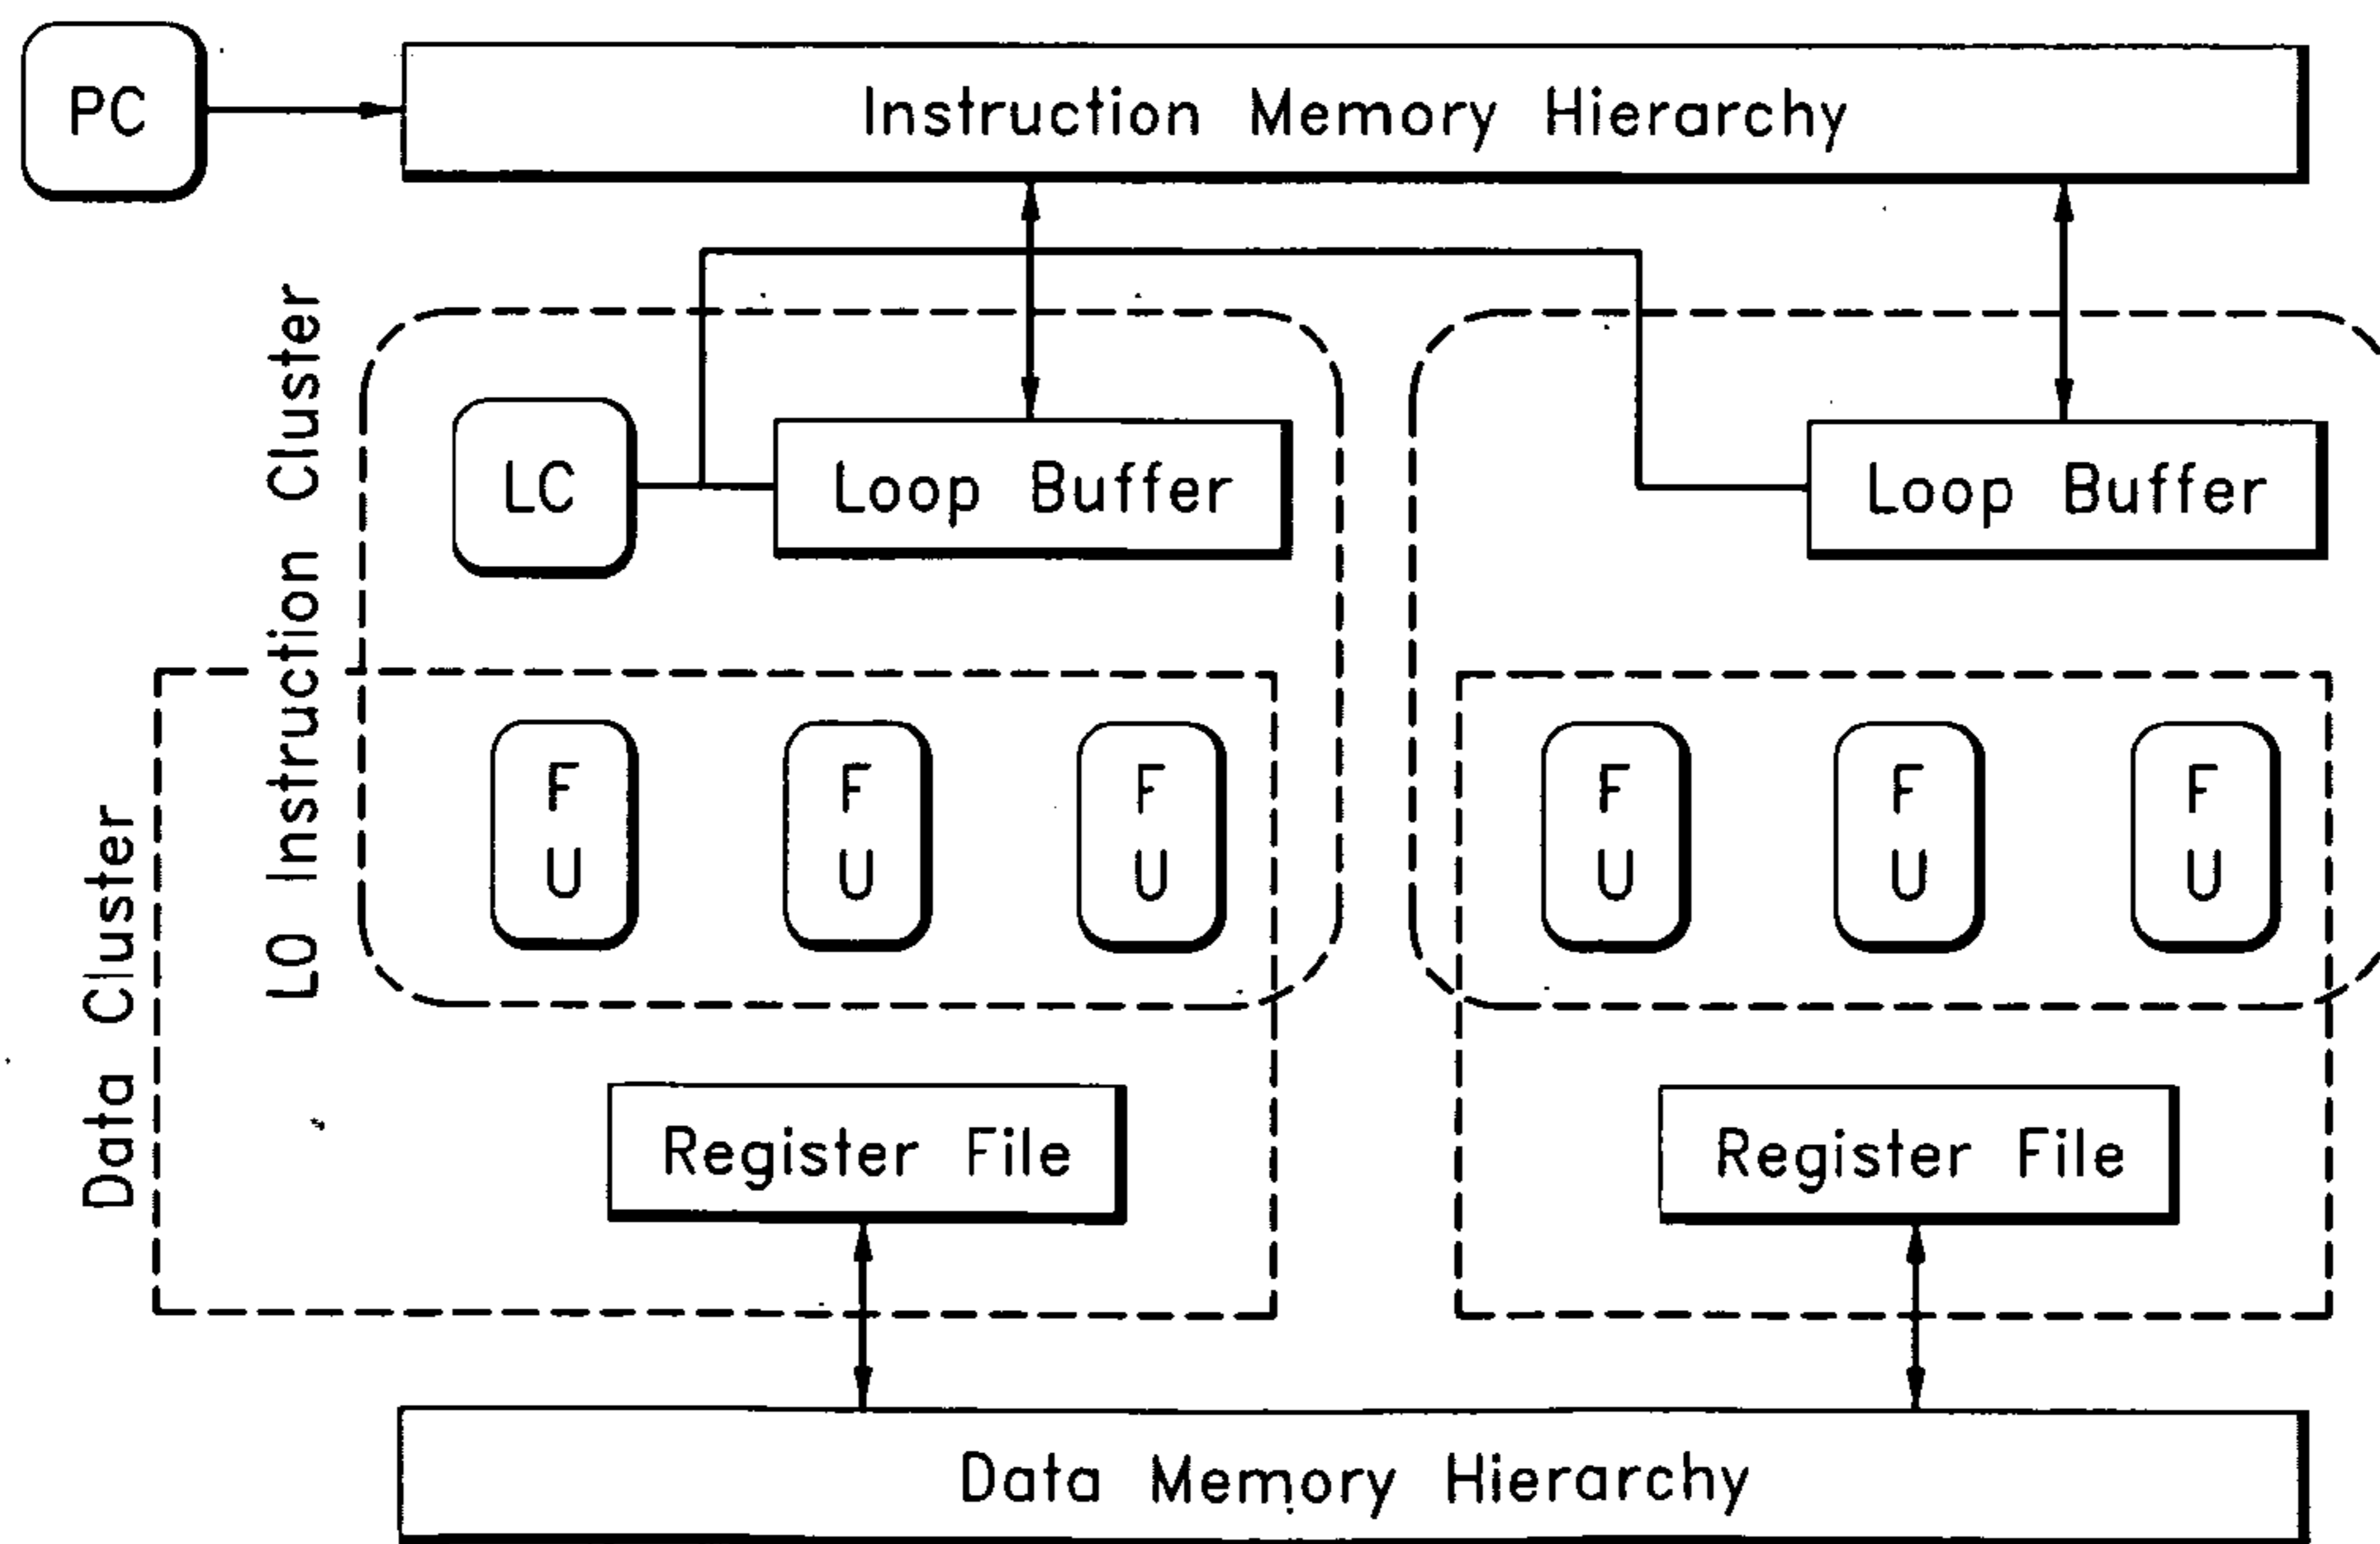 PC
Instruction Memory Hierarchy
LC
Loop Buffer
Loop Buffer
L0 Instruction Cluster
Data Cluster
F
U
F
U
F
U
F
U
F
U
F
U
Register File
Register File
Data Memory Hierarchy